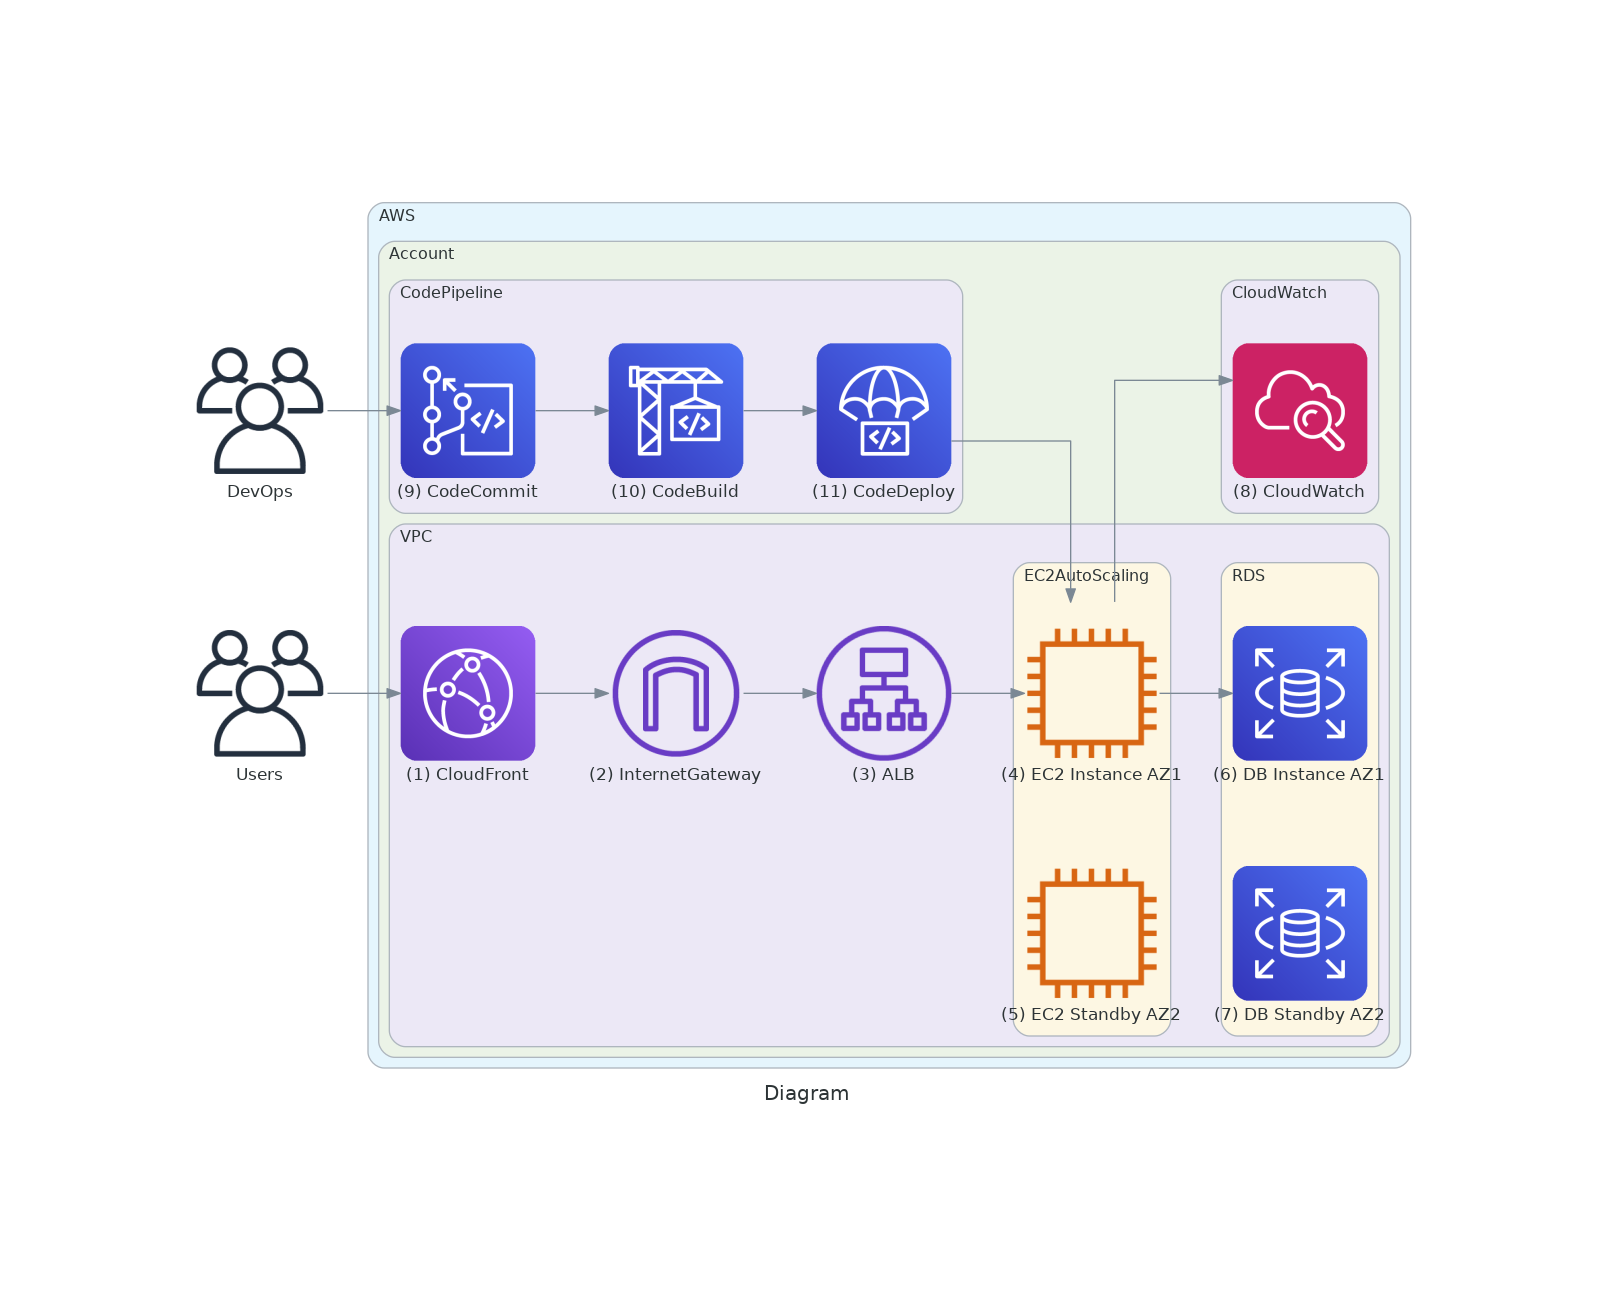 AWS
Account
CodePipeline
CloudWatch
DevOps
(9) CodeCommit
(10) CodeBuild
(11) CodeDeploy
(8) CloudWatch
VPC
EC2AutoScaling
RDS
Users
(1) CloudFront
(2) InternetGateway
(3) ALB
(4) EC2 Instance AZ1
(6) DB Instance AZ1
(5) EC2 Standby AZ2
(7) DB Standby AZ2
Diagram